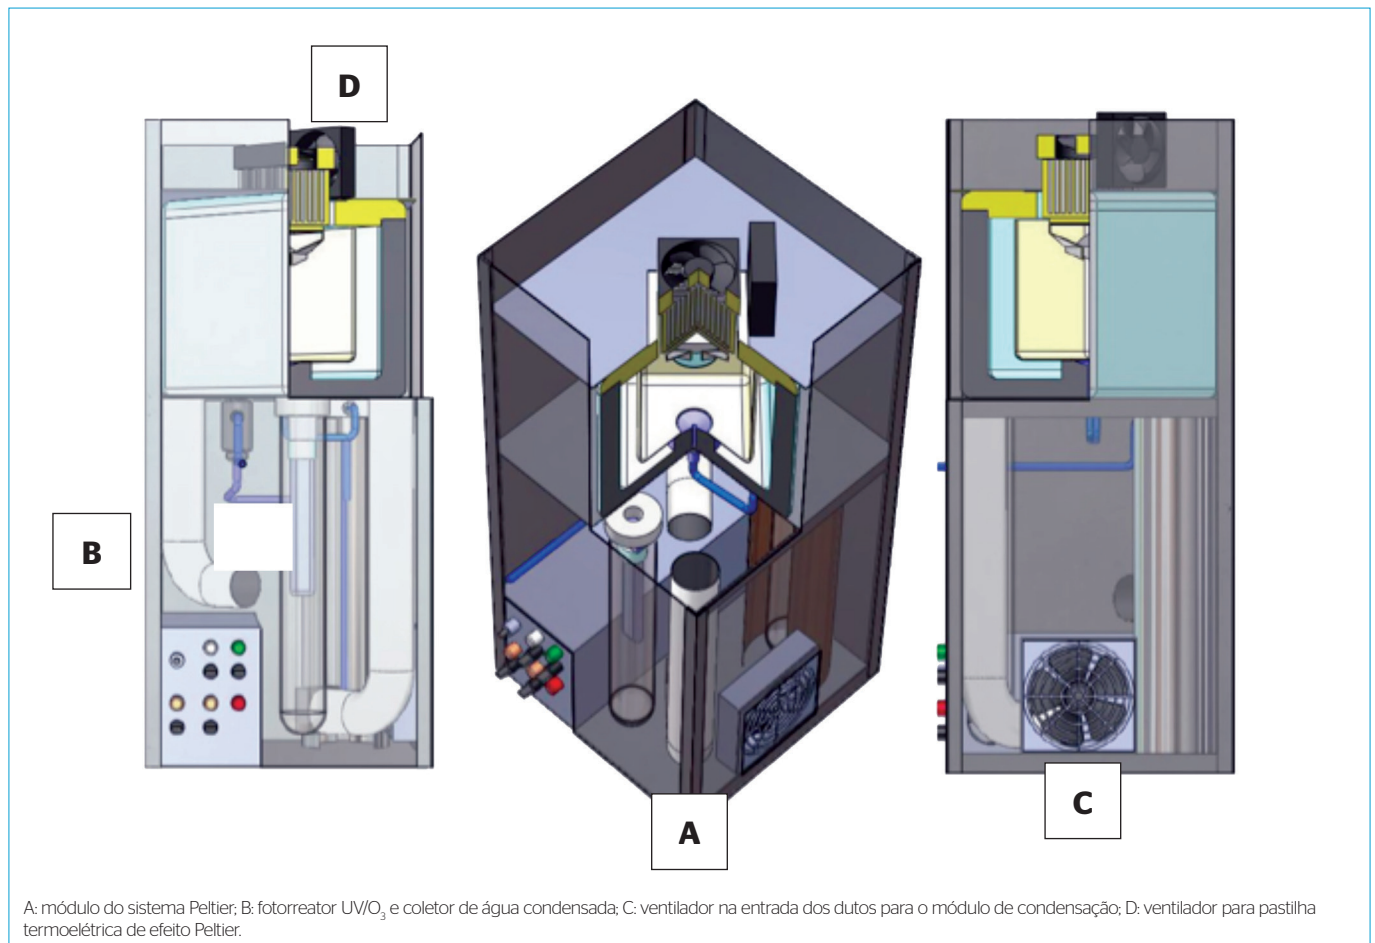 D
B
A
C
A: módulo do sistema Peltier; B: fotorreator UV/O₃ e coletor de água condensada; C: ventilador na entrada dos dutos para o módulo de condensação; D: ventilador para pastilha
termoelétrica de efeito Peltier.